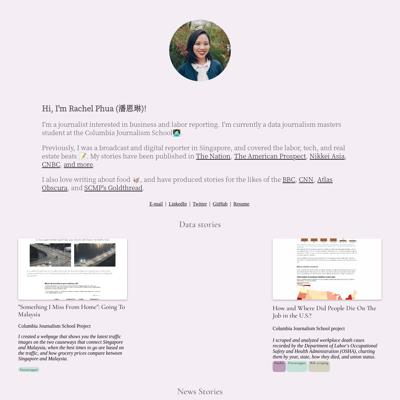 Hi, I'm Rachel Phua (潘恩琳)!
I'm a journalist interested in business and labor reporting. I'm currently a data journalism masters
student at the Columbia Journalism School
Previously, I was a broadcast and digital reporter in Singapore, and covered the labor, tech, and real
estate beats. My stories have been published in The Nation, The American Prospect, Nikkei Asia,
CNBC, and more.
I also love writing about food, and have produced stories for the likes of the BBC, CNN, Atlas
Obscura, and SCMP's Goldthread.
E-mail | LinkedIn | Twitter | GitHub | Resume
Data stories
"Something I Miss From Home": Going To
Malaysia
Columbia Journalism School Project
I created a webpage that shows you the latest traffic
images on the two causeways that connect Singapore
and Malaysia, when the best times to go are based on
the traffic, and how grocery prices compare between
Singapore and Malaysia.
How and Where Did People Die On The
Job in the U.S.?
Columbia Journalism School project
I scraped and analyzed workplace death cases
recorded by the Department of Labor's Occupational
Safety and Health Administration (OSHA), charting
them by year, state, how they died, and union status.
News Stories